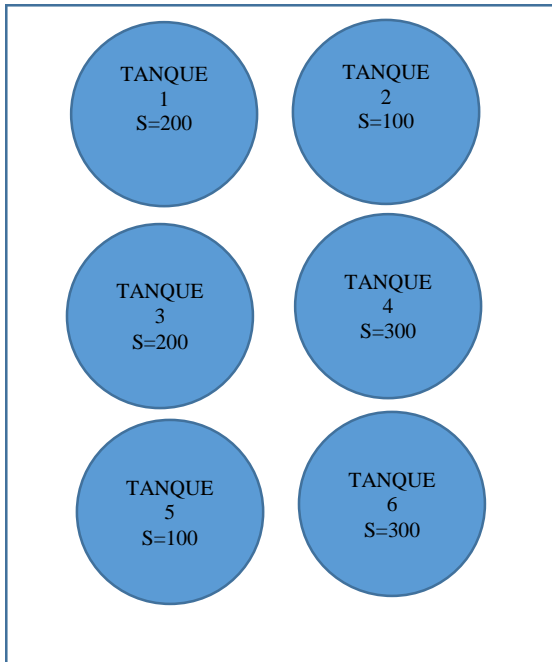 TANQUE
1
S=200
TANQUE
2
S=100
TANQUE
3
S=200
TANQUE
4
S=300
TANQUE
5
S=100
TANQUE
6
S=300